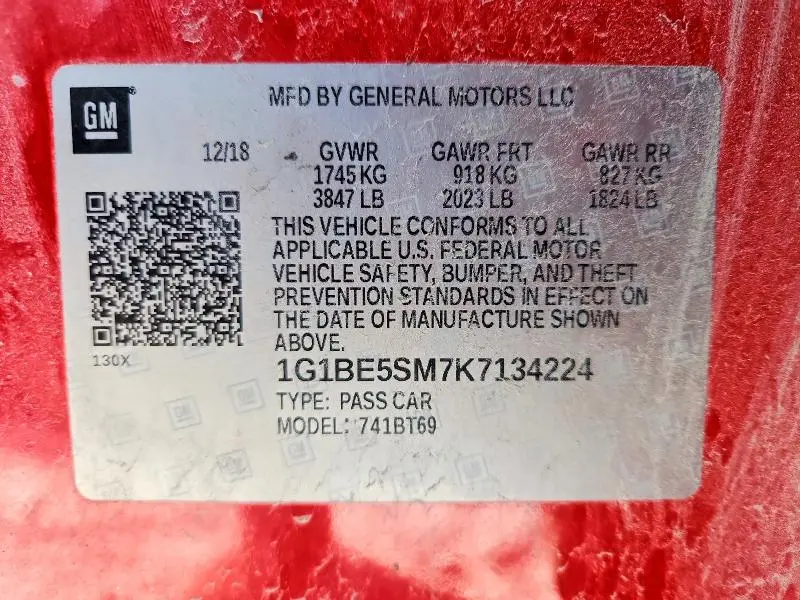 GM
MFD BY GENERAL MOTORS LLC
12/18 GVWR GAWR FRT GAWR RR
1745 KG 918 KG 827 KG
3847 LB 2023 LB 1824 LB
THIS VEHICLE CONFORMS TO ALL
APPLICABLE U.S. FEDERAL MOTOR
VEHICLE SAFETY, BUMPER, AND THEFT
PREVENTION STANDARDS IN EFFECT ON
THE DATE OF MANUFACTURE SHOWN
ABOVE.
130X
1G1BE5SM7K7134224
TYPE: PASS CAR
MODEL: 741BT69